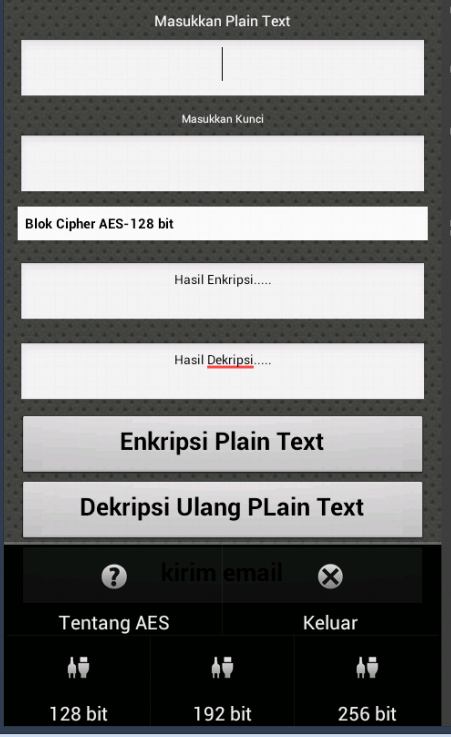 Masukkan Plain Text
Masukkan Kunci
Blok Cipher AES-128 bit
Hasil Enkripsi.....
Hasil Dekripsi.....
Enkripsi Plain Text
Dekripsi Ulang PLain Text
kirim email
Tentang AES
Keluar
128 bit
192 bit
256 bit